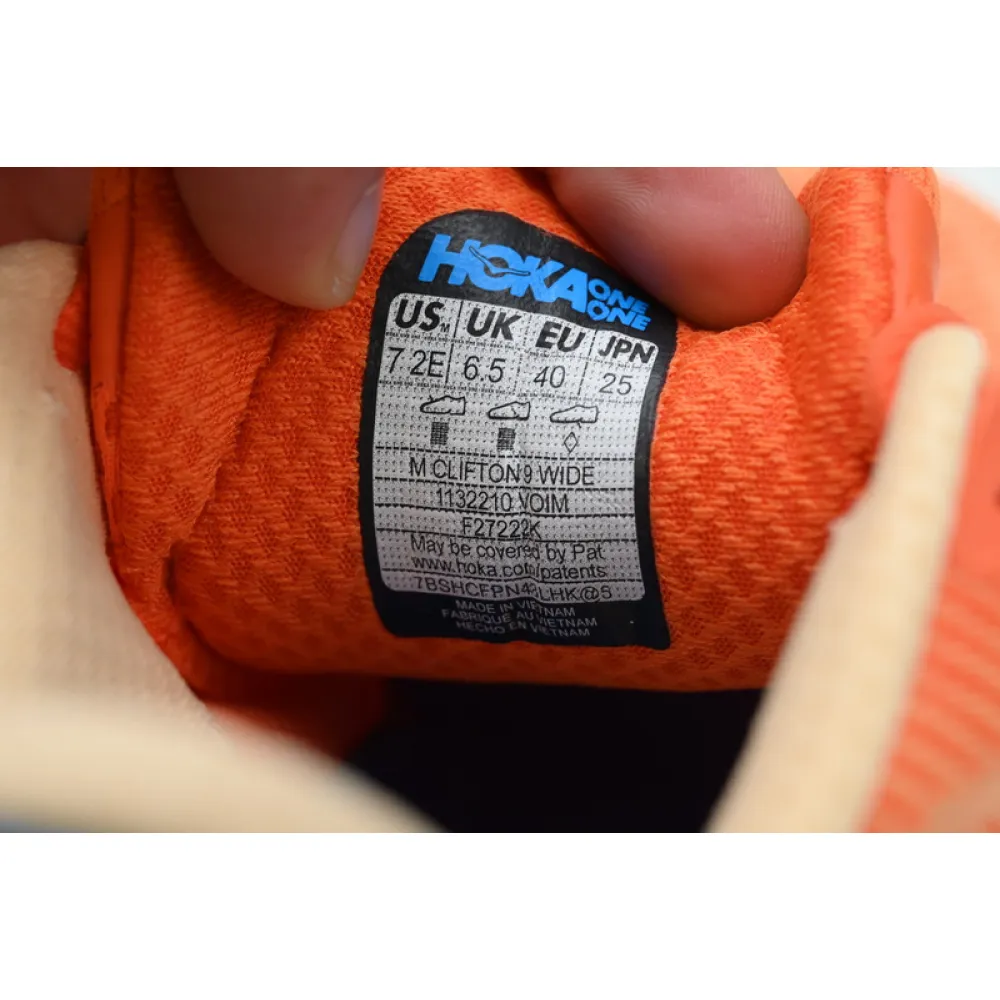 HOKA ONE ONE
US M UK EU JPN
7 2E 6.5 40 25
M CLIFTON 9 WIDE
1132210 VOIM
F27222K
May be covered by Pat.
www.hoka.com/patents
MADE IN VIETNAM
FABRIQUE AU VIETNAM
HECHO EN VIETNAM